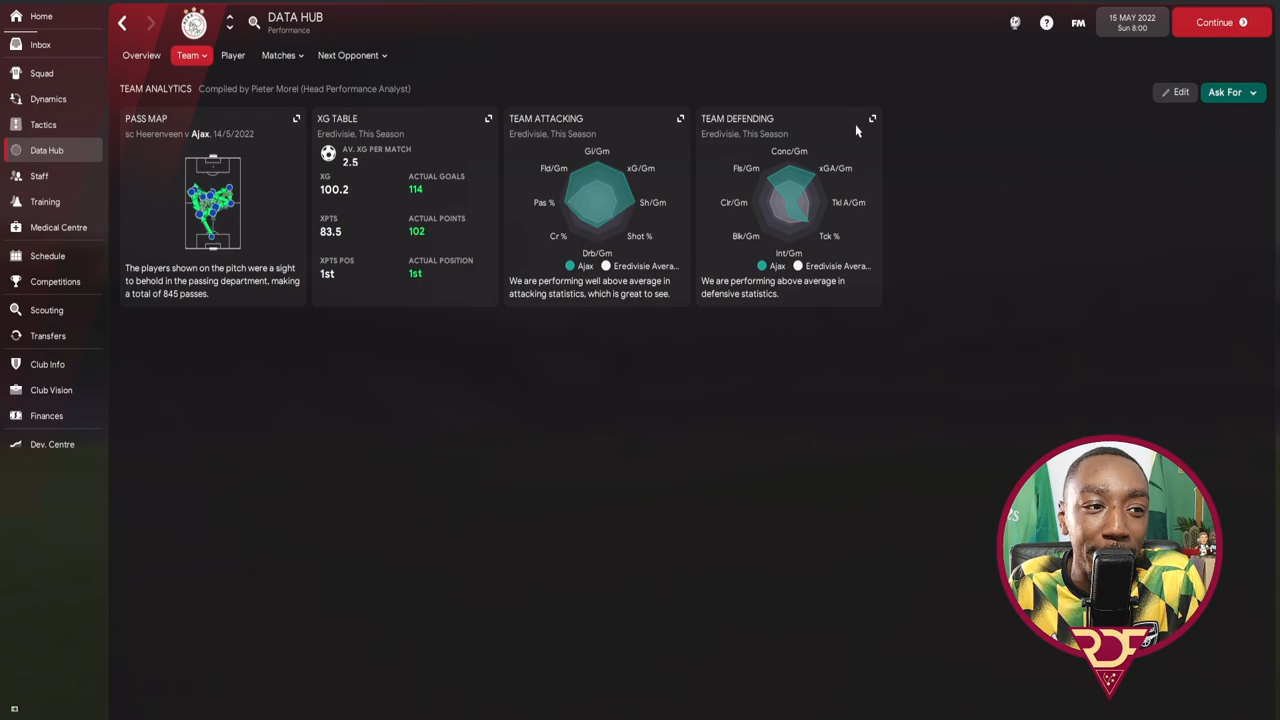 Home
Inbox
Squad
Dynamics
Tactics
Data Hub
Staff
Training
Medical Centre
Schedule
Competitions
Scouting
Transfers
Club Info
Club Vision
Finances
Dev. Centre
DATA HUB
Performance
?
FM
15 MAY 2022
Sun 8:00
Continue
Overview
Team
Player
Matches
Next Opponent
TEAM ANALYTICS Compiled by Pieter Morel (Head Performance Analyst)
Edit
Ask For
PASS MAP
sc Heerenveen v Ajax, 14/5/2022
The players shown on the pitch were a sight
to behold in the passing department, making
a total of 845 passes.
XG TABLE
Eredivisie, This Season
AV. XG PER MATCH
2.5
XG
100.2
ACTUAL GOALS
114
XPTS
83.5
ACTUAL POINTS
102
XPTS POS
1st
ACTUAL POSITION
1st
TEAM ATTACKING
Eredivisie, This Season
Gl/Gm
Fld/Gm
xG/Gm
Pas %
Sh/Gm
Cr %
Shot %
Drb/Gm
Ajax
Eredivisie Avera...
We are performing well above average in
attacking statistics, which is great to see.
TEAM DEFENDING
Eredivisie, This Season
Conc/Gm
Fls/Gm
xGA/Gm
Clr/Gm
Tkl A/Gm
Blk/Gm
Tck %
Int/Gm
Ajax
Eredivisie Avera...
We are performing above average in
defensive statistics.
RDF